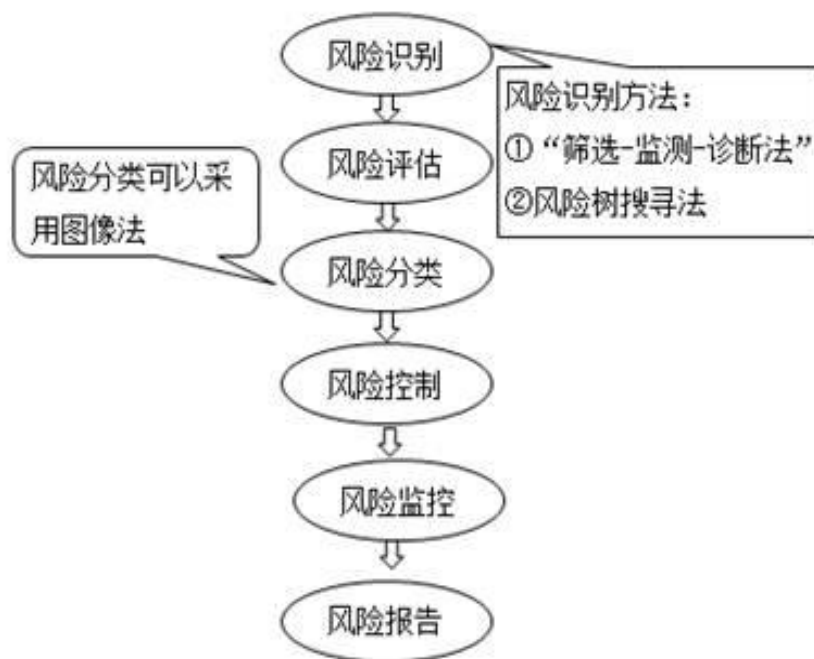 风险识别
风险识别方法：
①“筛选-监测-诊断法”
②风险树搜寻法
风险评估
风险分类可以采
用图像法
风险分类
风险控制
风险监控
风险报告